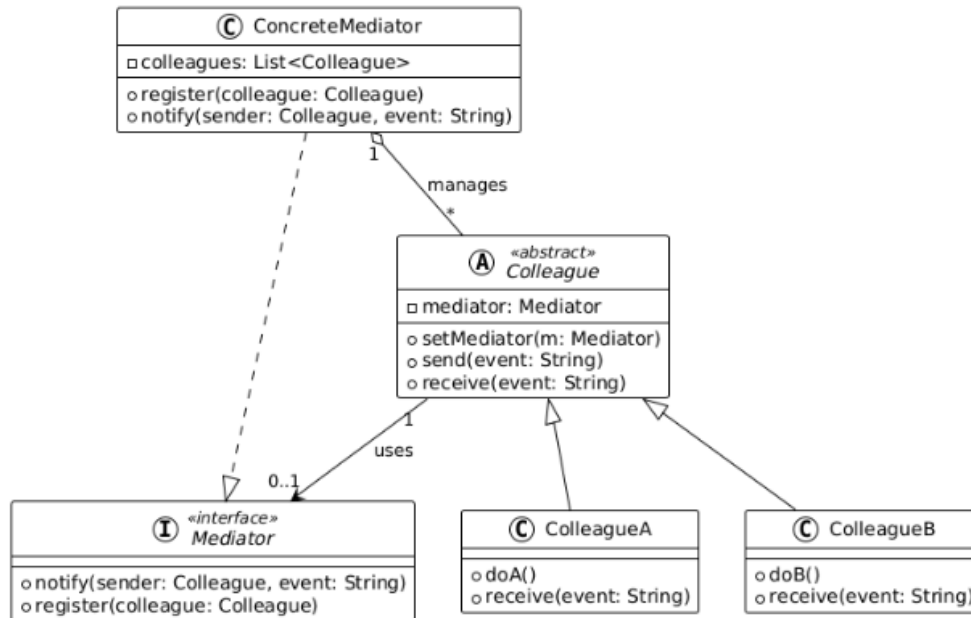 C ConcreteMediator
colleagues: List<Colleague>
register(colleague: Colleague)
notify(sender: Colleague, event: String)
1
manages
*
«abstract»
A Colleague
mediator: Mediator
setMediator(m: Mediator)
send(event: String)
receive(event: String)
1
uses
0..1
«interface»
I Mediator
notify(sender: Colleague, event: String)
register(colleague: Colleague)
C ColleagueA
doA()
receive(event: String)
C ColleagueB
doB()
receive(event: String)